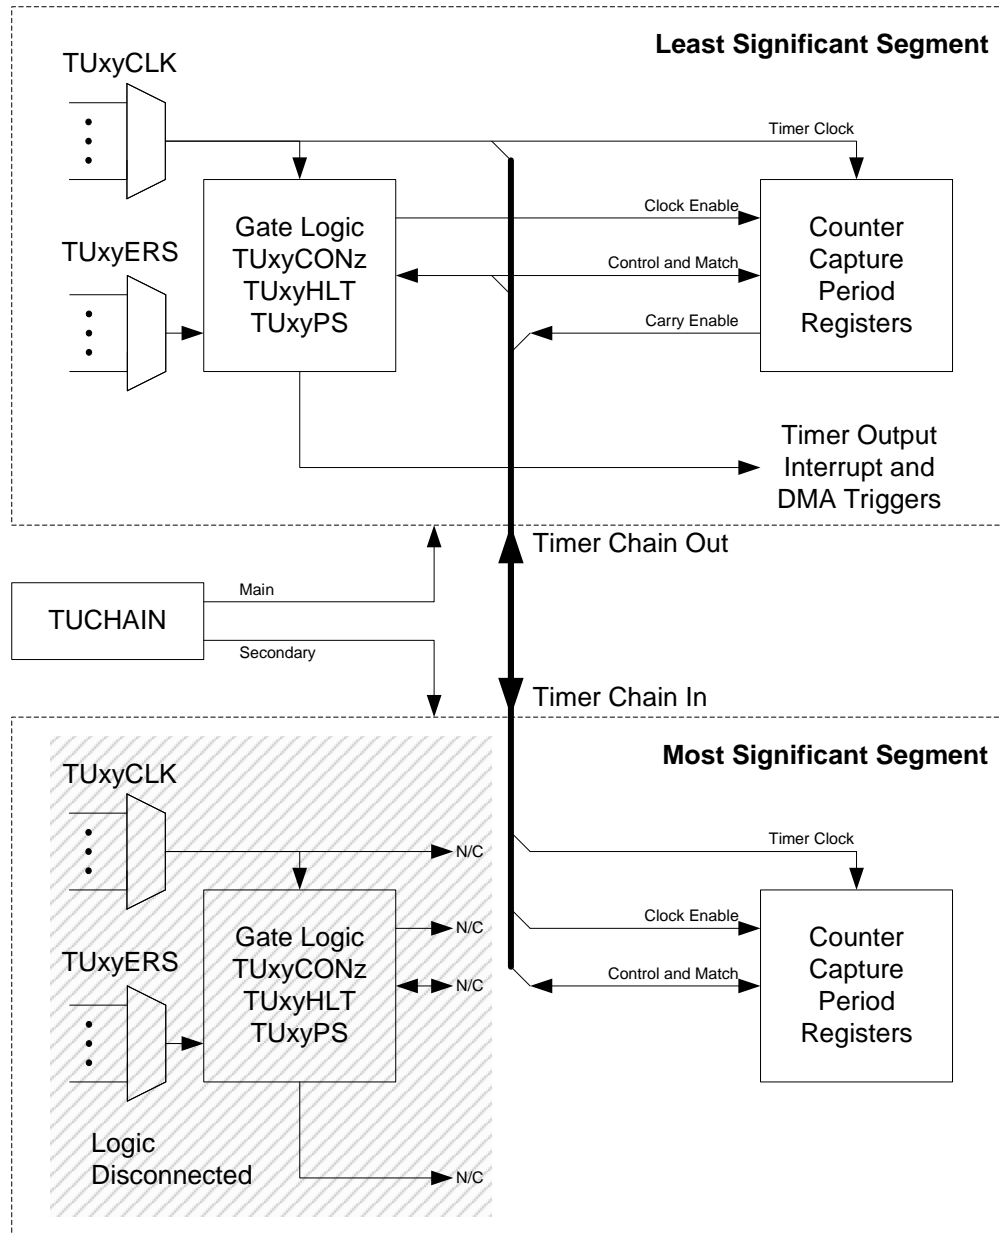 Least Significant Segment
TUxyCLK
Timer Clock
Gate Logic
TUxyCONz
TUxyHLT
TUxyPS
Clock Enable
Counter
Capture
Period
Registers
TUxyERS
Control and Match
Carry Enable
Timer Output
Interrupt and
DMA Triggers
Timer Chain Out
TUCHAIN
Main
Secondary
Timer Chain In
Most Significant Segment
TUxyCLK
N/C
Timer Clock
Gate Logic
TUxyCONz
TUxyHLT
TUxyPS
N/C
Clock Enable
Counter
Capture
Period
Registers
TUxyERS
N/C
Control and Match
Logic
Disconnected
N/C